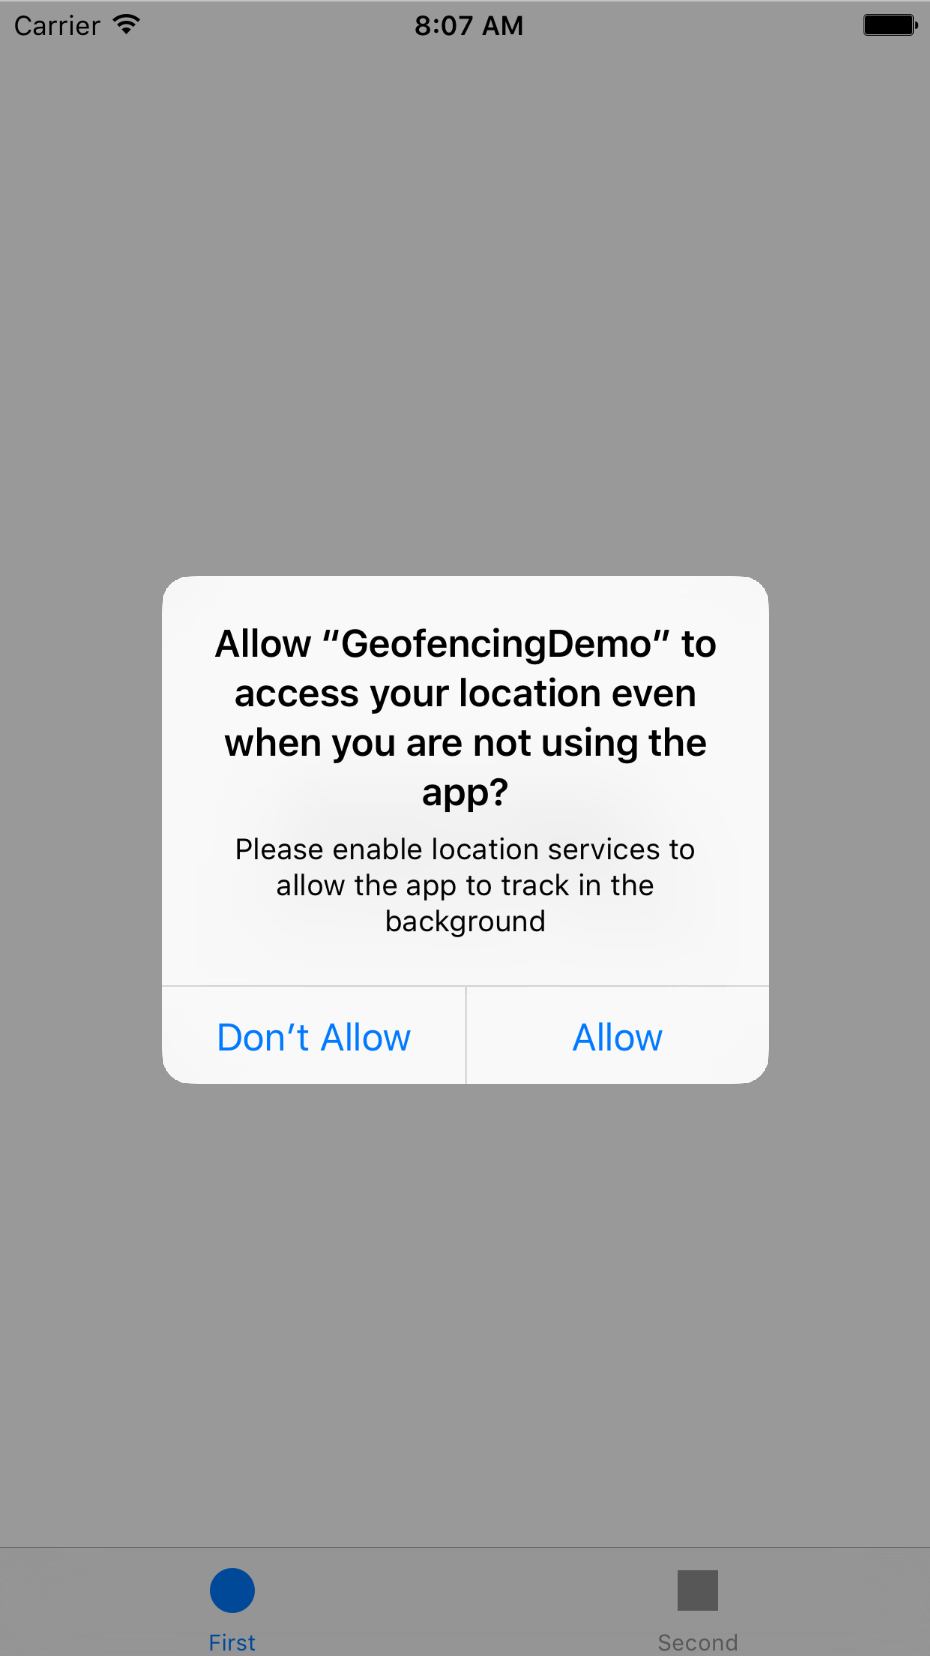 Carrier 8:07 AM
Allow “GeofencingDemo” to
access your location even
when you are not using the
app?
Please enable location services to
allow the app to track in the
background
Don’t Allow Allow
First Second